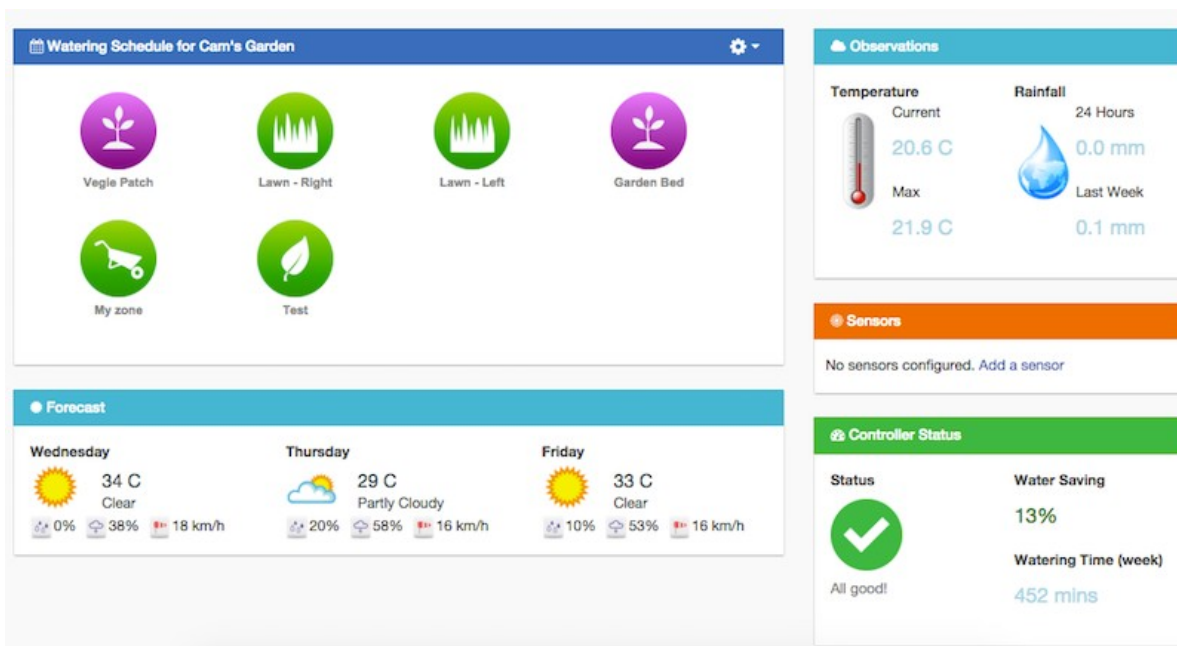 Watering Schedule for Cam's Garden
Vegie Patch
Lawn - Right
Lawn - Left
Garden Bed
My zone
Test
Forecast
Wednesday
34 C
Clear
0% 38% 18 km/h
Thursday
29 C
Partly Cloudy
20% 58% 16 km/h
Friday
33 C
Clear
10% 53% 16 km/h
Observations
Temperature
Current
20.6 C
Max
21.9 C
Rainfall
24 Hours
0.0 mm
Last Week
0.1 mm
Sensors
No sensors configured. Add a sensor
Controller Status
Status
All good!
Water Saving
13%
Watering Time (week)
452 mins